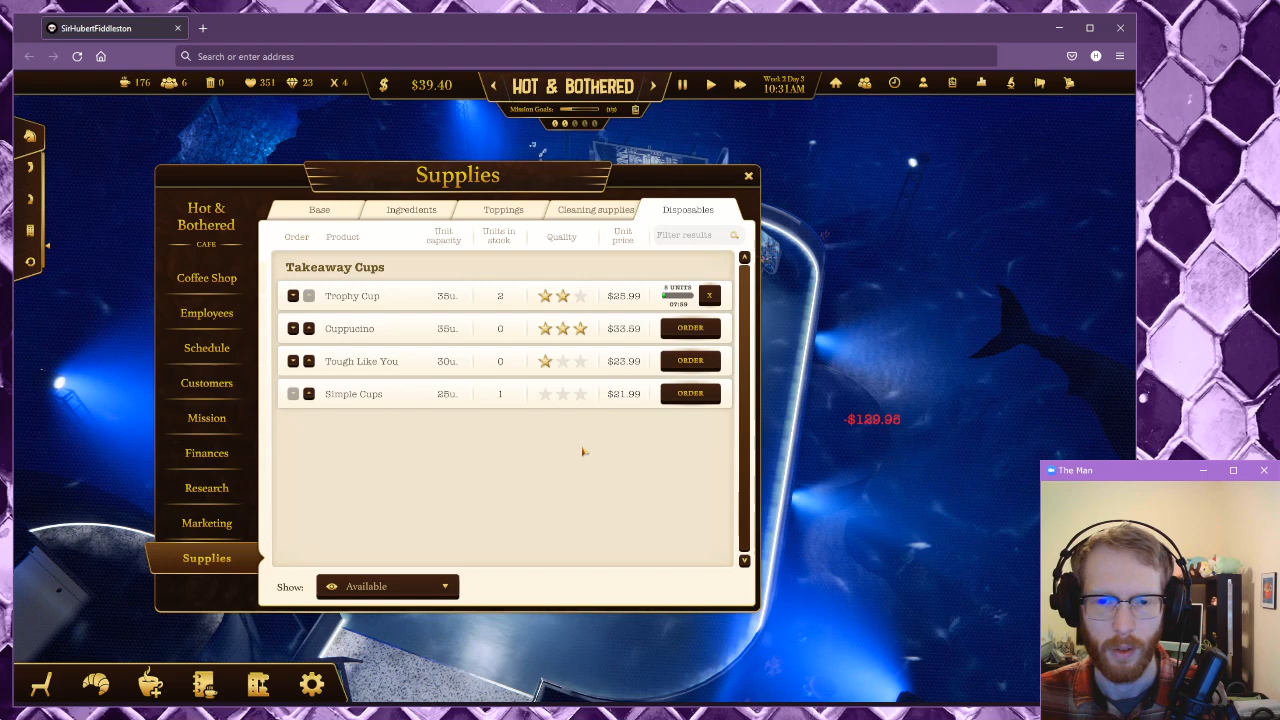 SirHubertFiddleston
Search or enter address
H
176 6 0 351 23 X 4 $39.40
HOT & BOTHERED
Week 2 Day 3
10:31AM
Mission Goals:
Supplies
Hot &
Bothered
CAFE
Coffee Shop
Employees
Schedule
Customers
Mission
Finances
Research
Marketing
Supplies
Base Ingredients Toppings Cleaning supplies Disposables
Order Product Unit capacity Units in stock Quality Unit price Filter results
Takeaway Cups
Trophy Cup 35u. 2 $25.99 5 UNITS 07:59 X
Cuppucino 35u. 0 $33.59 ORDER
Tough Like You 30u. 0 $23.99 ORDER
Simple Cups 25u. 1 $21.99 ORDER
Show: Available
-$129.95
The Man